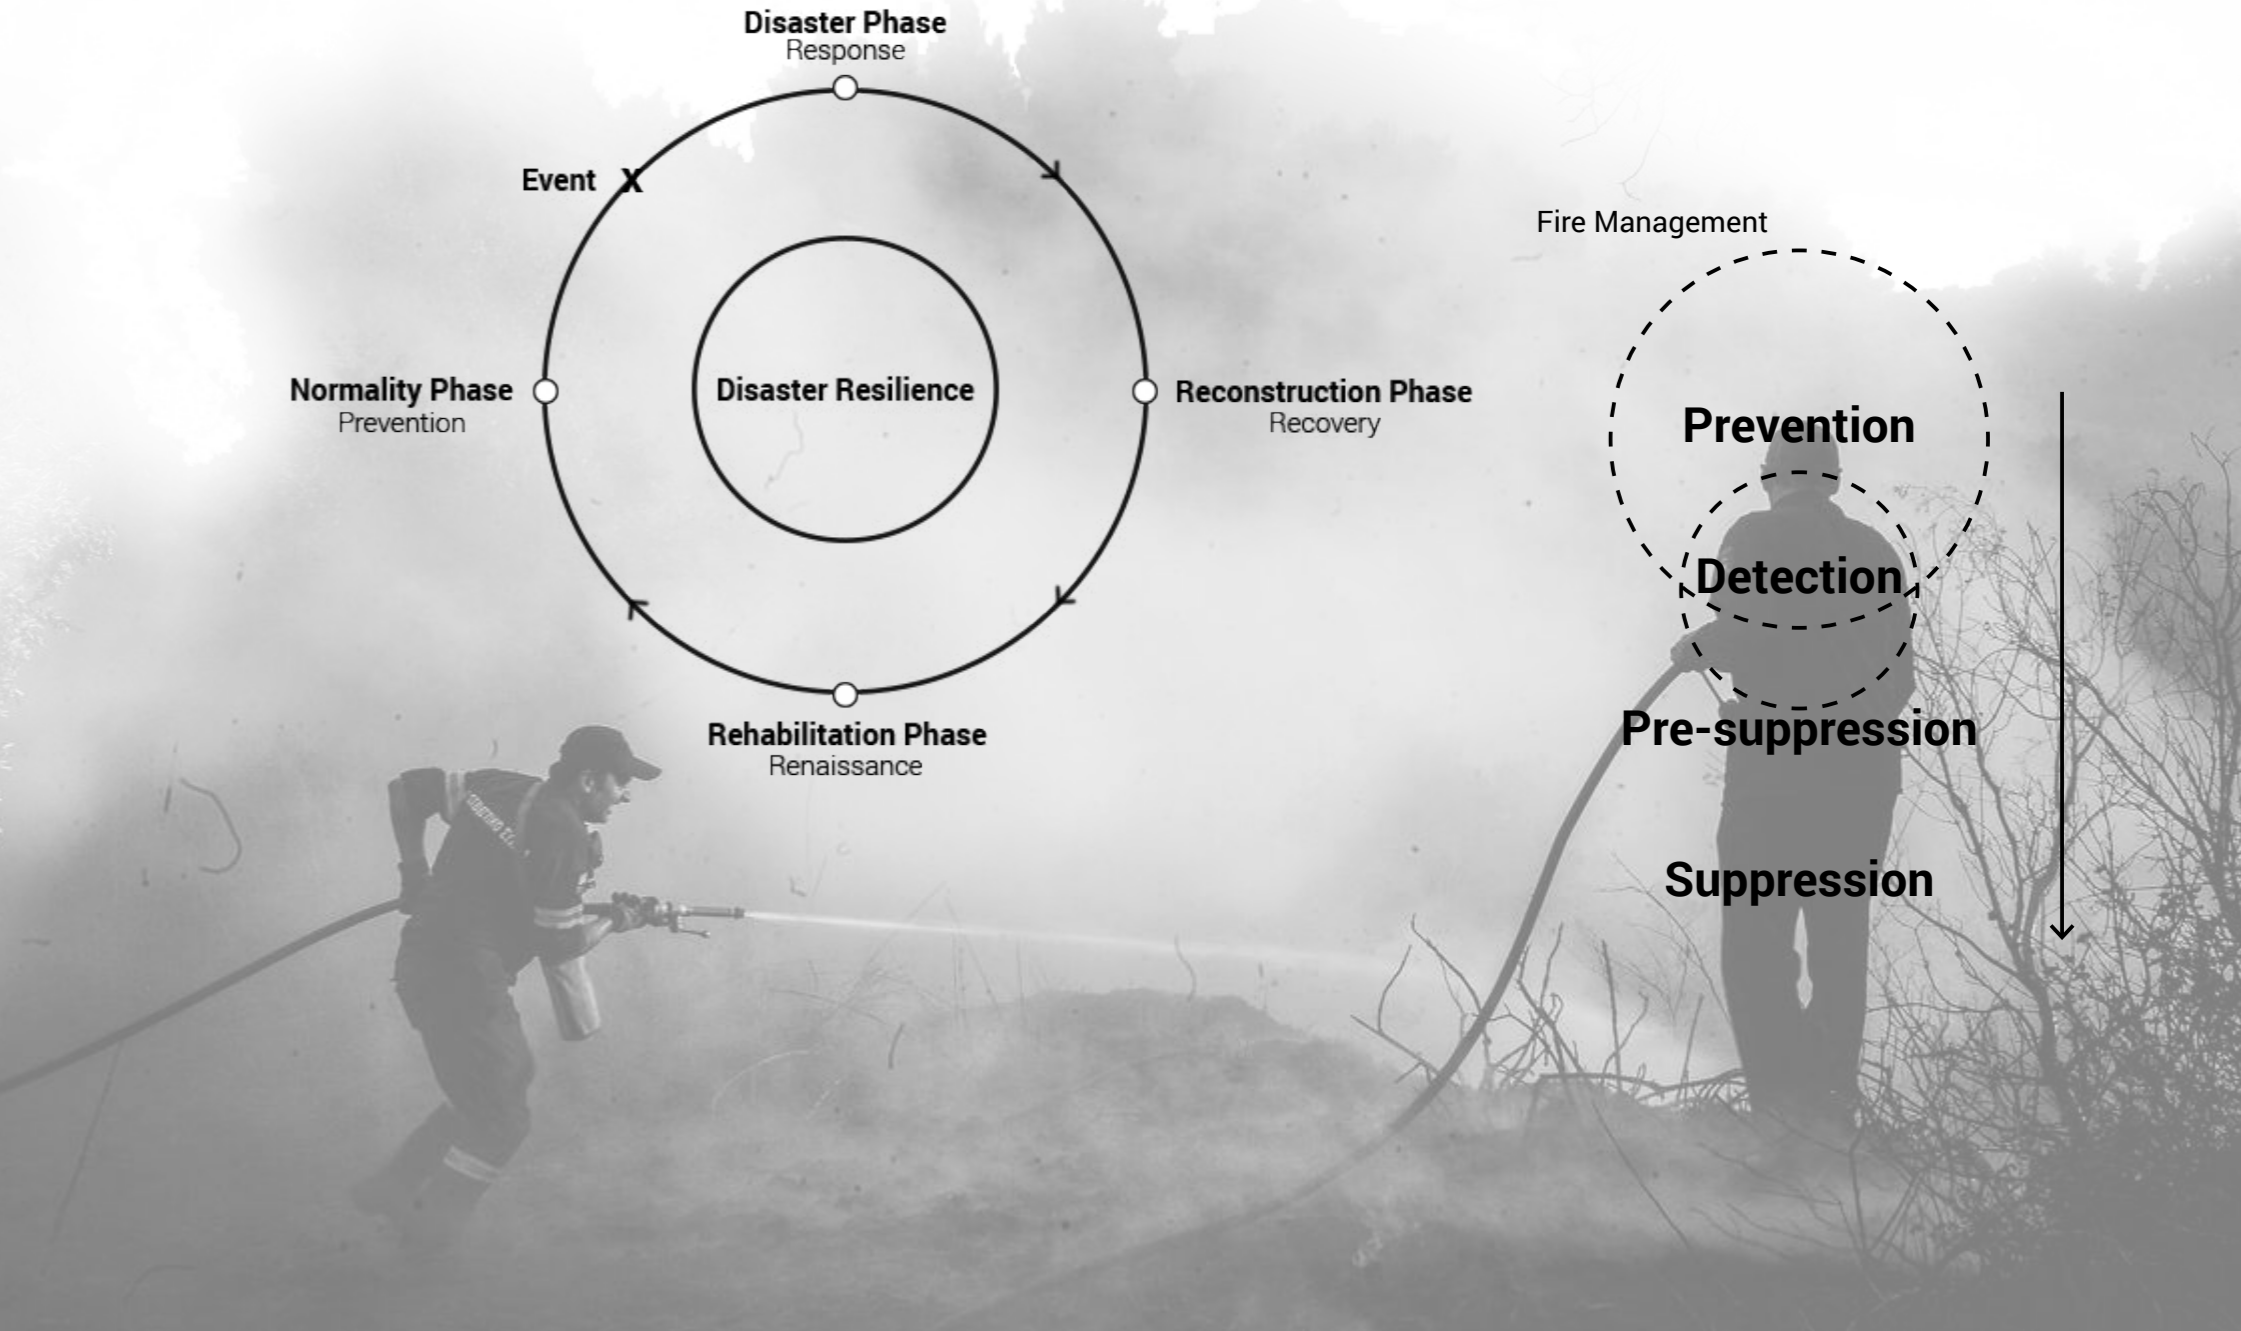 Disaster Phase
Response
Event X
Normality Phase
Prevention
Disaster Resilience
Reconstruction Phase
Recovery
Rehabilitation Phase
Renaissance
Fire Management
Prevention
Detection
Pre-suppression
Suppression